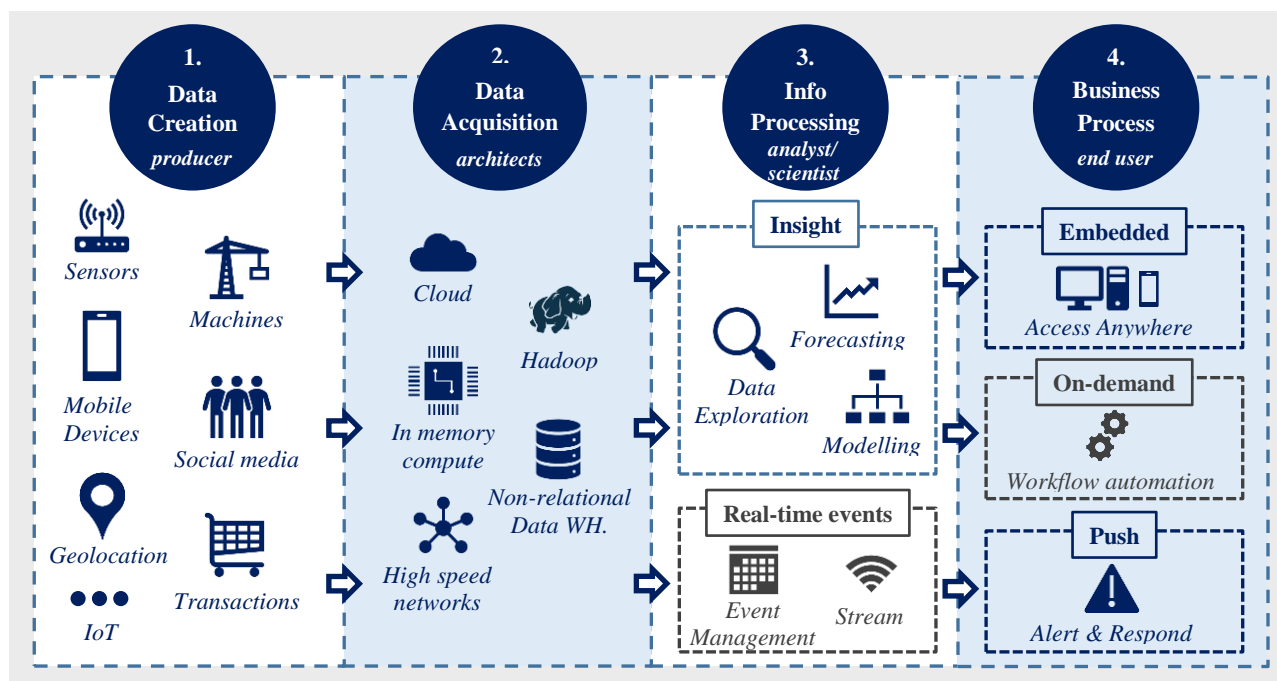 1.
Data
Creation
producer
Sensors
Machines
Mobile
Devices
Social media
Geolocation
Transactions
IoT
2.
Data
Acquisition
architects
Cloud
Hadoop
In memory
compute
Non-relational
Data WH.
High speed
networks
3.
Info
Processing
analyst/
scientist
Insight
Forecasting
Data
Exploration
Modelling
Real-time events
Event
Management
Stream
4.
Business
Process
end user
Embedded
Access Anywhere
On-demand
Workflow automation
Push
Alert & Respond